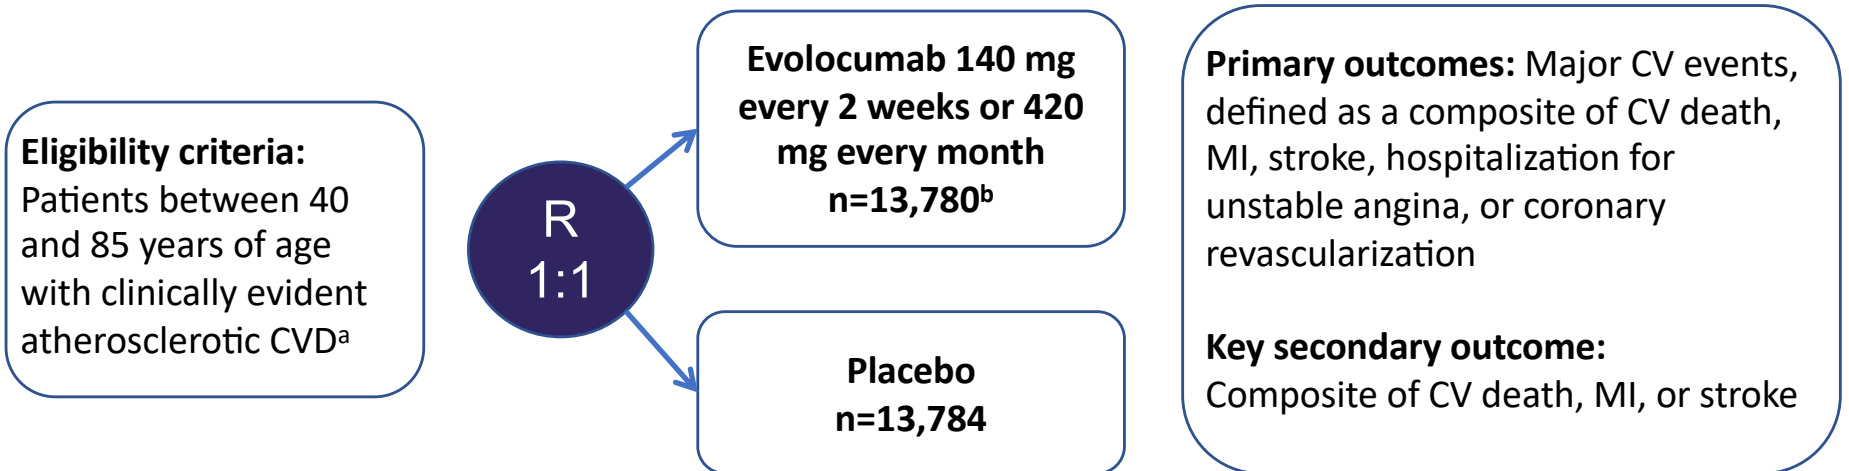 Eligibility criteria:
Patients between 40
and 85 years of age
with clinically evident
atherosclerotic CVDᵃ
R
1:1
Evolocumab 140 mg
every 2 weeks or 420
mg every month
n=13,780ᵇ
Placebo
n=13,784
Primary outcomes: Major CV events,
defined as a composite of CV death,
MI, stroke, hospitalization for
unstable angina, or coronary
revascularization
Key secondary outcome:
Composite of CV death, MI, or stroke